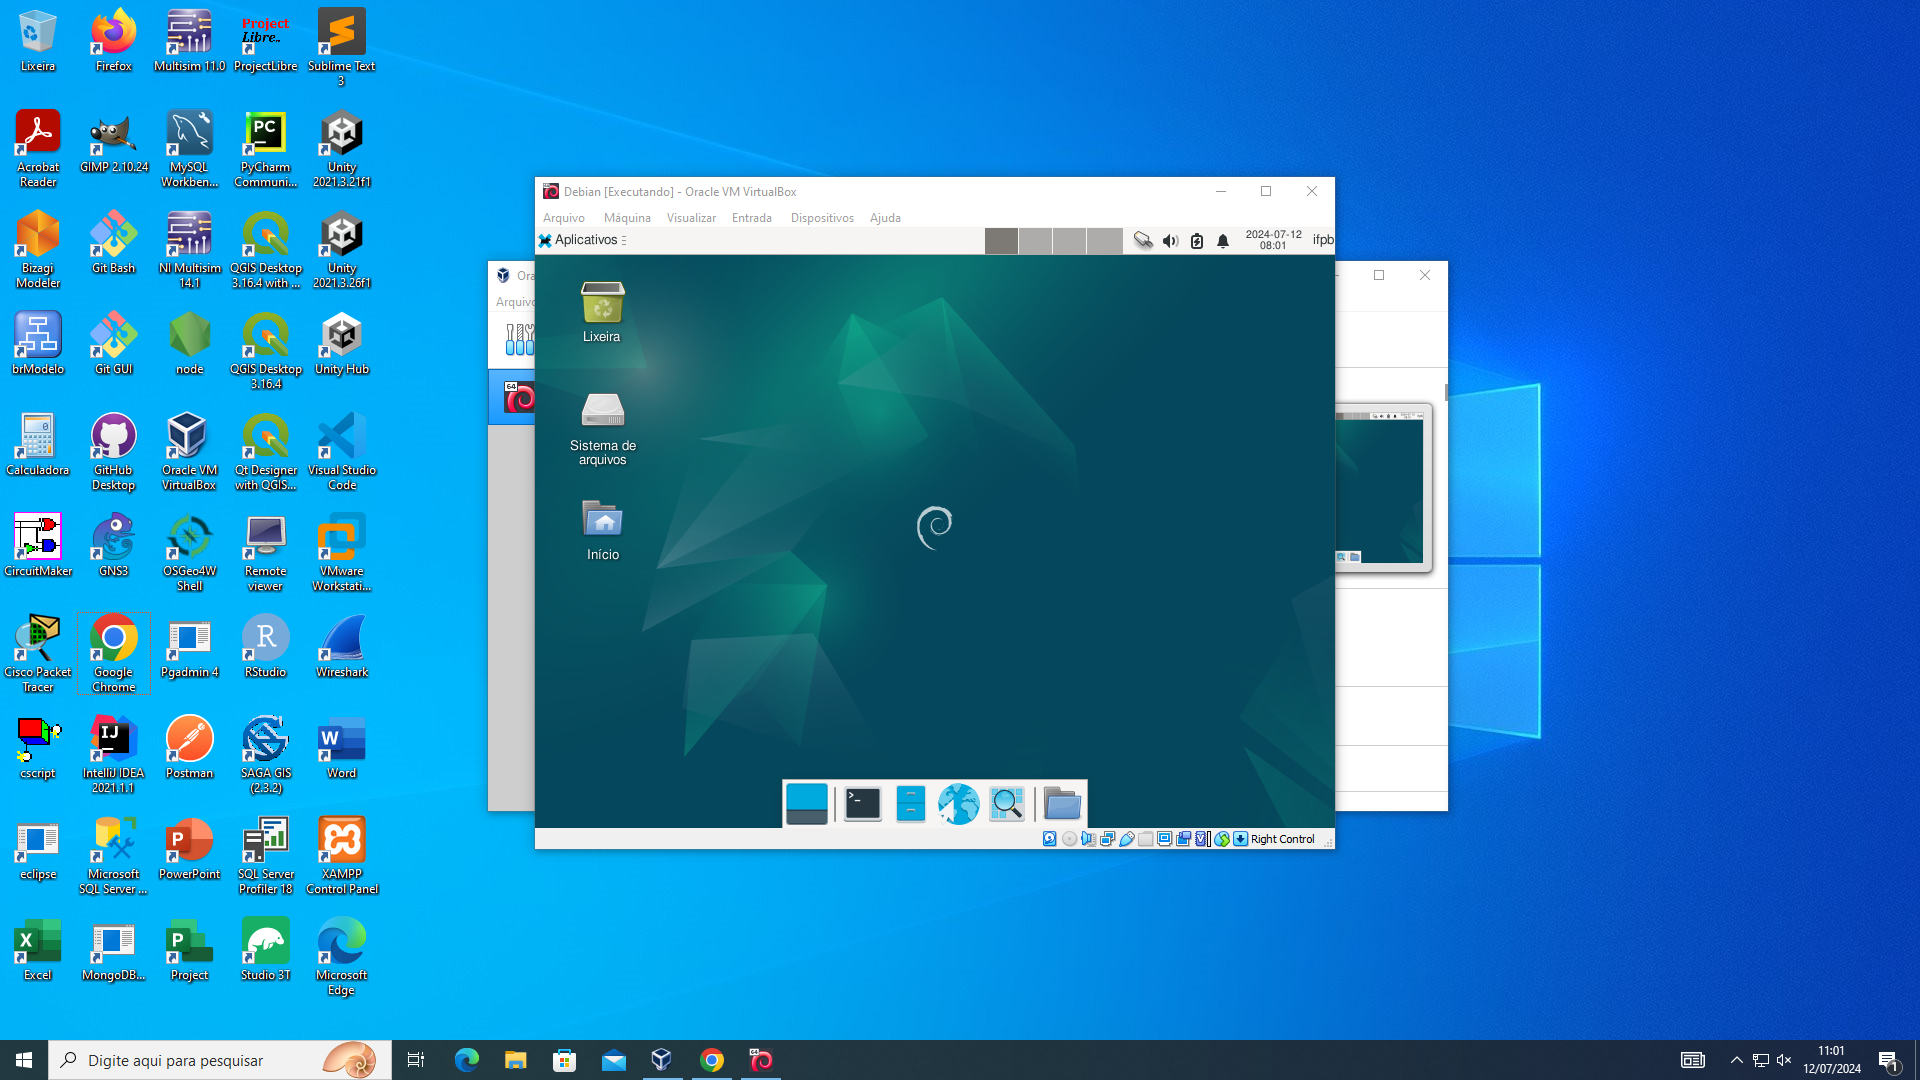 Lixeira
Firefox
Multisim 11.0
Project
Libre..
ProjectLibre
Sublime Text
3
Acrobat
Reader
GIMP 2.10.24
MySQL
Workben...
PC
PyCharm
Communi...
Unity
2021.3.21f1
Bizagi
Modeler
Git Bash
NI Multisim
14.1
QGIS Desktop
3.16.4 with ...
Unity
2021.3.26f1
brModelo
Git GUI
node
QGIS Desktop
3.16.4
Unity Hub
Calculadora
GitHub
Desktop
Oracle VM
VirtualBox
Qt Designer
with QGIS...
Visual Studio
Code
CircuitMaker
GNS3
OSGeo4W
Shell
Remote
viewer
VMware
Workstati...
Cisco Packet
Tracer
Google
Chrome
Pgadmin 4
R
RStudio
Wireshark
cscript
IJ
IntelliJ IDEA
2021.1.1
Postman
SAGA GIS
(2.3.2)
W
Word
eclipse
Microsoft
SQL Server ...
P
PowerPoint
SQL Server
Profiler 18
XAMPP
Control Panel
X
Excel
MongoDB...
P
Project
Studio 3T
Microsoft
Edge
Debian [Executando] - Oracle VM VirtualBox
Arquivo Máquina Visualizar Entrada Dispositivos Ajuda
Aplicativos
2024-07-12
08:01
ifpb
Lixeira
Sistema de
arquivos
Início
Right Control
Ora
Arquivo
64
Digite aqui para pesquisar
64
11:01
12/07/2024
1